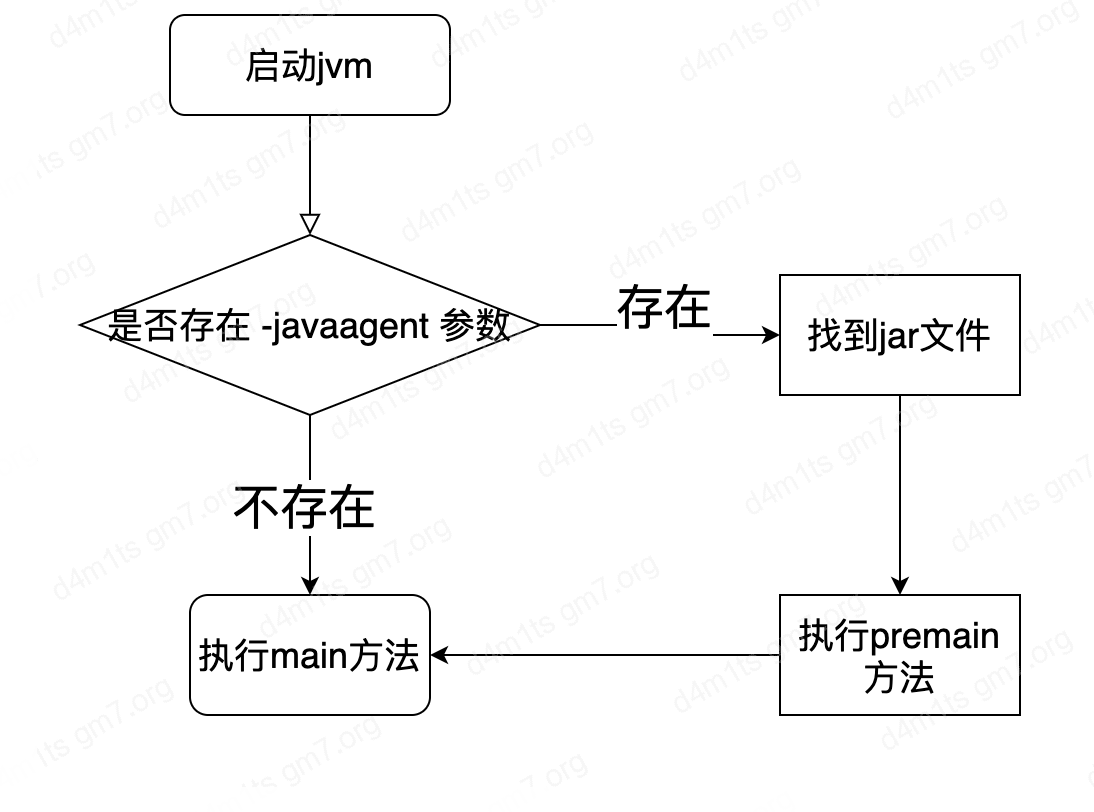 启动jvm
是否存在 -javaagent 参数
存在
找到jar文件
不存在
执行main方法
执行premain
方法
d4m1ts gm7.org